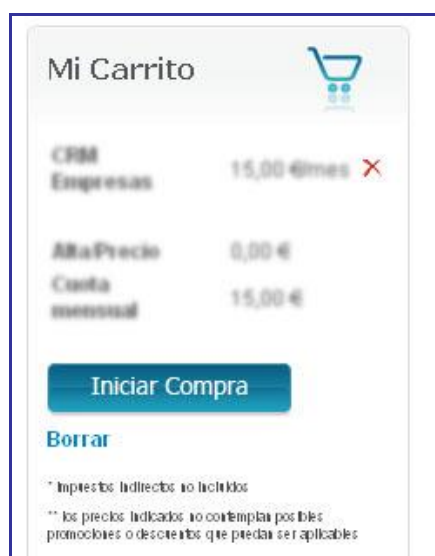 Mi Carrito
CRM
Empresas
15,00 €/mes
Alta/Precio
0,00 €
Cuota
mensual
15,00 €
Iniciar Compra
Borrar
* Impuestos Indirectos no Incluidos
** los precios Indicados no contemplan posibles
promociones o descuentos que puedan ser aplicables